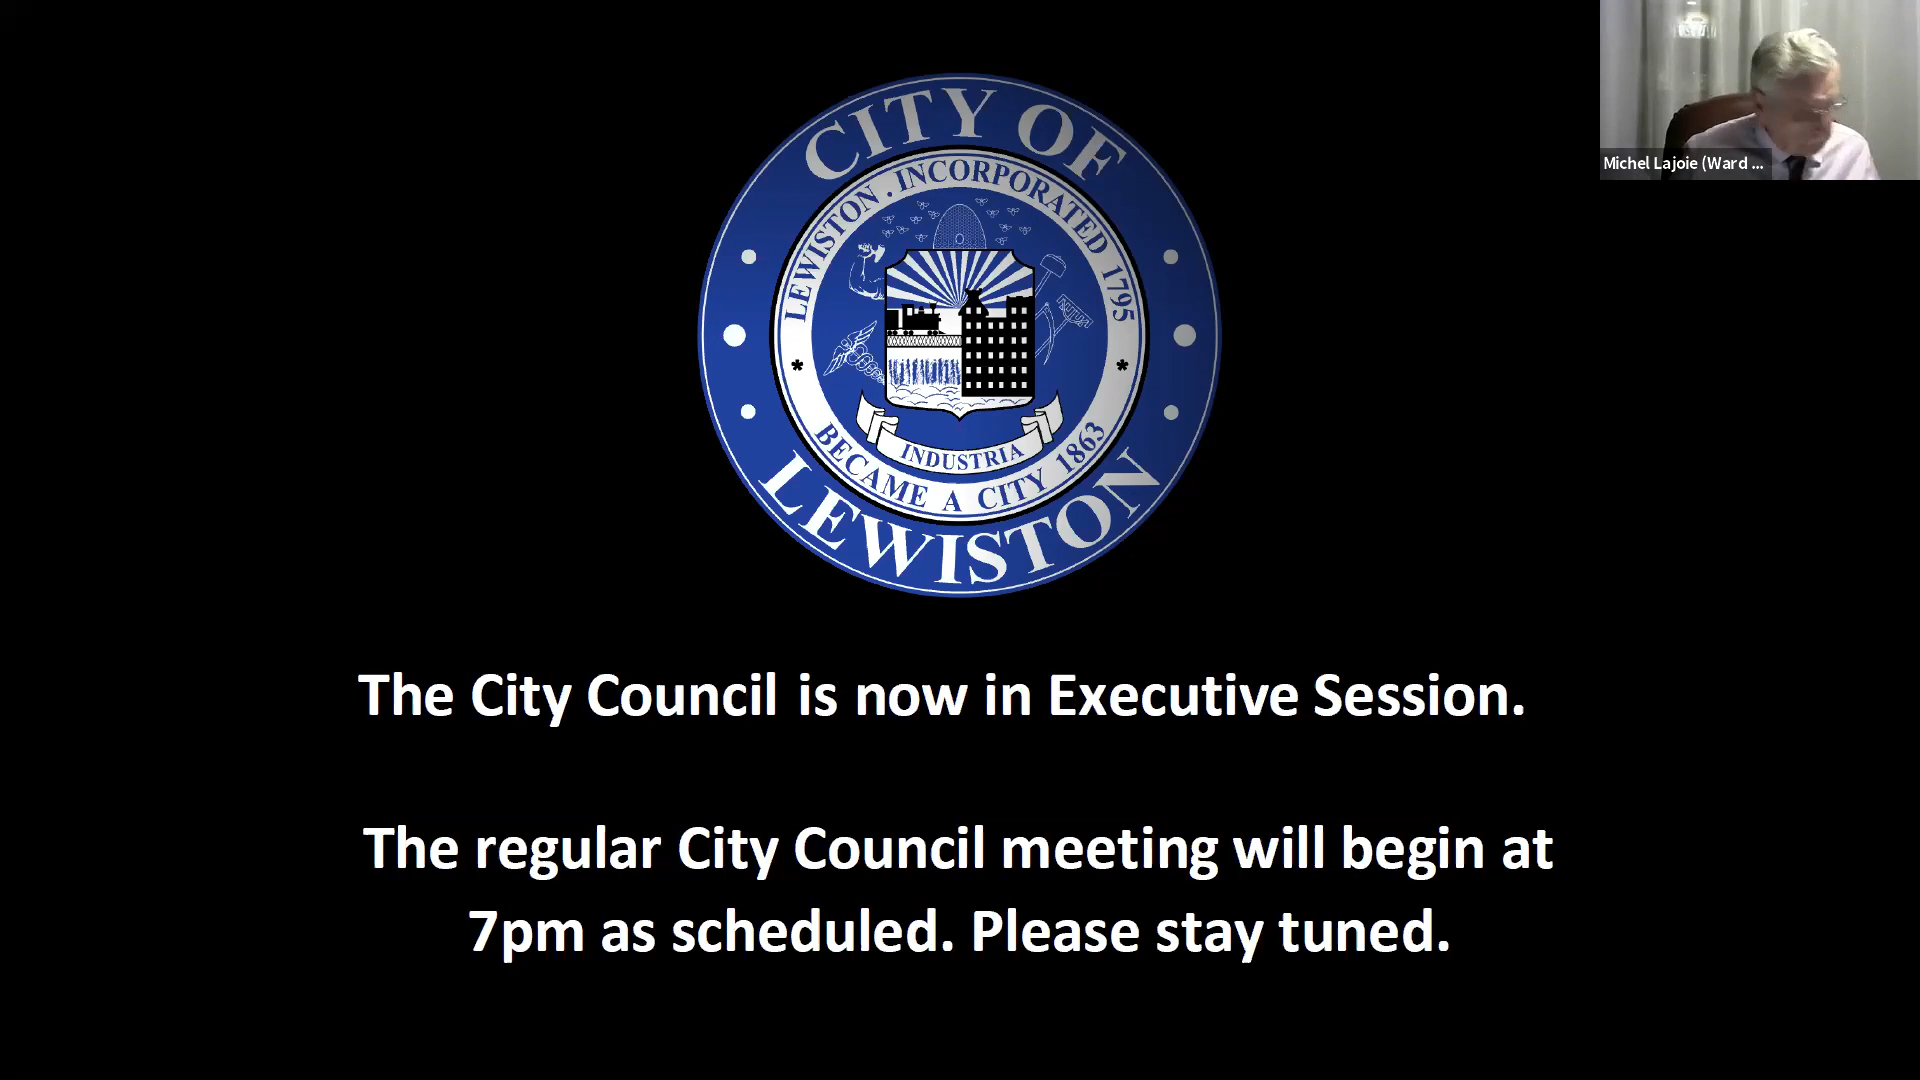 CITY OF
LEWISTON . INCORPORATED 1795
INDUSTRIA
BECAME A CITY 1863
LEWISTON
Michel Lajoie (Ward ...
The City Council is now in Executive Session.
The regular City Council meeting will begin at
7pm as scheduled. Please stay tuned.